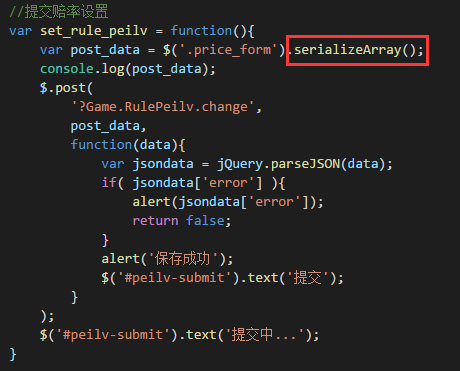 //提交赔率设置
var set_rule_peilv = function(){
    var post_data = $('.price_form').serializeArray();
    console.log(post_data);
    $.post(
        '?Game.RulePeilv.change',
        post_data,
        function(data){
            var jsondata = jQuery.parseJSON(data);
            if( jsondata['error'] ){
                alert(jsondata['error']);
                return false;
            }
            alert('保存成功');
            $('#peilv-submit').text('提交');
        }
    );
    $('#peilv-submit').text('提交中...');
}